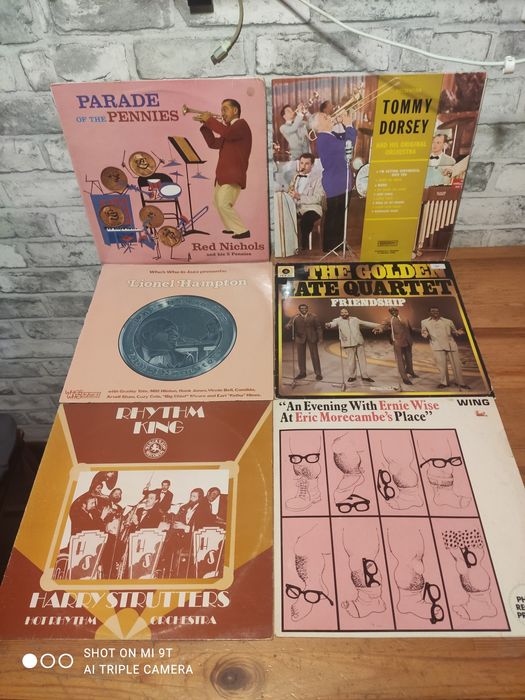 PARADE
OF THE PENNIES
Red Nichols
and his 5 Pennies
TOMMY
DORSEY
AND HIS ORIGINAL
ORCHESTRA
Who's Who in Jazz presents:
Lionel Hampton
THE GOLDEN
GATE QUARTET
FRIENDSHIP
RHYTHM
KING
HARRY STRUTTERS
HOT RHYTHM ORCHESTRA
"An Evening With Ernie Wise
At Eric Morecambe's Place"
WING
SHOT ON MI 9T
AI TRIPLE CAMERA